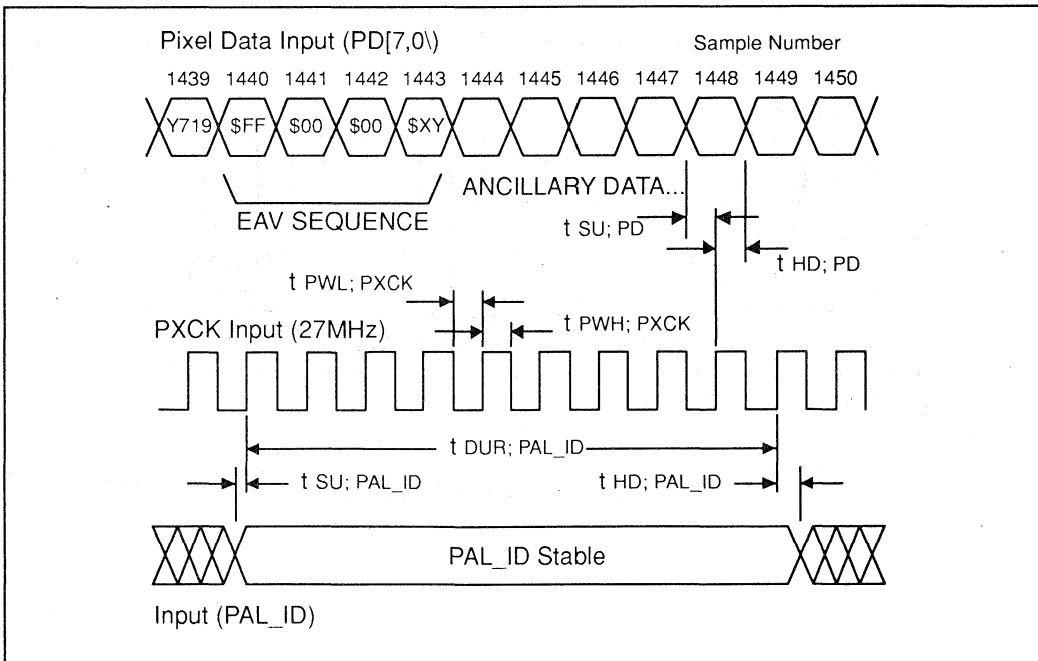 Pixel Data Input (PD[7,0\)
Sample Number
1439 1440 1441 1442 1443 1444 1445 1446 1447 1448 1449 1450
Y719 $FF $00 $00 $XY
EAV SEQUENCE
ANCILLARY DATA...
t SU; PD
t HD; PD
t PWL; PXCK
t PWH; PXCK
PXCK Input (27MHz)
t DUR; PAL_ID
t SU; PAL_ID
t HD; PAL_ID
PAL_ID Stable
Input (PAL_ID)